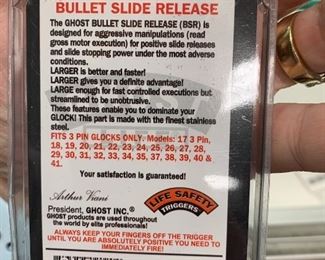 BULLET SLIDE RELEASE
The GHOST BULLET SLIDE RELEASE (BSR) is
designed for aggressive manipulations (read
gross motor execution) for positive slide releases
and slide stopping power under the most adverse
conditions.
LARGER is better and faster!
LARGER gives you a definite advantage!
LARGE enough for fast controlled executions but
streamlined to be unobtrusive.
These features enable you to dominate your
GLOCK! This part is made with the finest stainless
steel.
FITS 3 PIN GLOCKS ONLY. Models: 17 3 Pin,
18, 19, 20, 21, 22, 23, 24, 25, 26, 27, 28,
29, 30, 31, 32, 33, 34, 35, 37, 38, 39, 40 &
41.
Your satisfaction is guaranteed!
Arthur Viani
President, GHOST INC.®
GHOST products are used throughout
the world by elite professionals!
LIFE SAFETY
TRIGGERS
ALWAYS KEEP YOUR FINGERS OFF THE TRIGGER
UNTIL YOU ARE ABSOLUTELY POSITIVE YOU NEED TO
IMMEDIATELY FIRE!